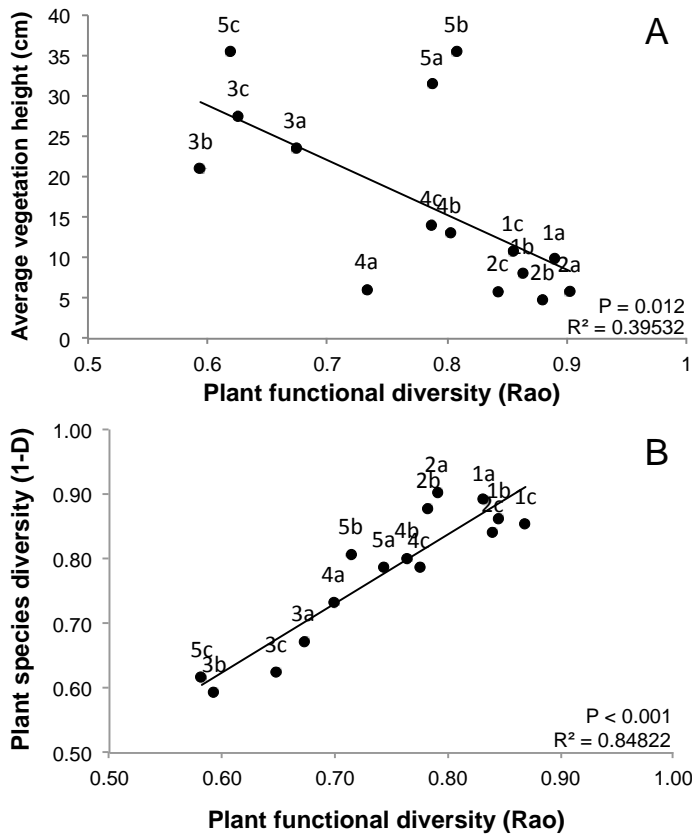 A
Average vegetation height (cm)
40
35
30
25
20
15
10
5
0
5c
5b
5a
3c
3a
3b
4c
4b
1c
1a
1b
4a
2c
2b
2a
P = 0.012
R² = 0.39532
0.5
0.6
0.7
0.8
0.9
1
Plant functional diversity (Rao)
B
Plant species diversity (1-D)
1.00
0.90
0.80
0.70
0.60
0.50
2a
2b
1a
1b
1c
2c
5b
5a
4b
4c
4a
3a
5c
3b
3c
P < 0.001
R² = 0.84822
0.50
0.60
0.70
0.80
0.90
1.00
Plant functional diversity (Rao)